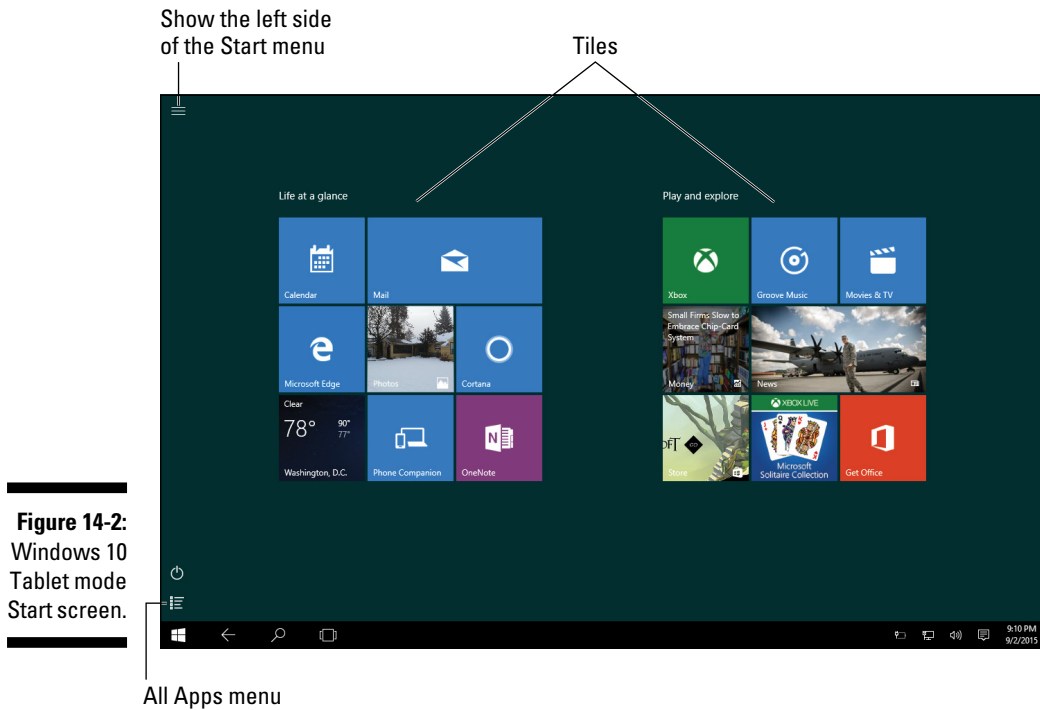 Show the left side
of the Start menu
Tiles
Life at a glance
Play and explore
Calendar
Mail
Xbox
Groove Music
Movies & TV
Microsoft Edge
Photos
Cortana
Small Firms Slow to
Embrace Chip-Card
System
Money
News
Clear
78°
90°
77°
Washington, D.C.
Phone Companion
N
OneNote
GO
Store
XBOX LIVE
Microsoft
Solitaire Collection
Get Office
Figure 14-2:
Windows 10
Tablet mode
Start screen.
9:10 PM
9/2/2015
All Apps menu